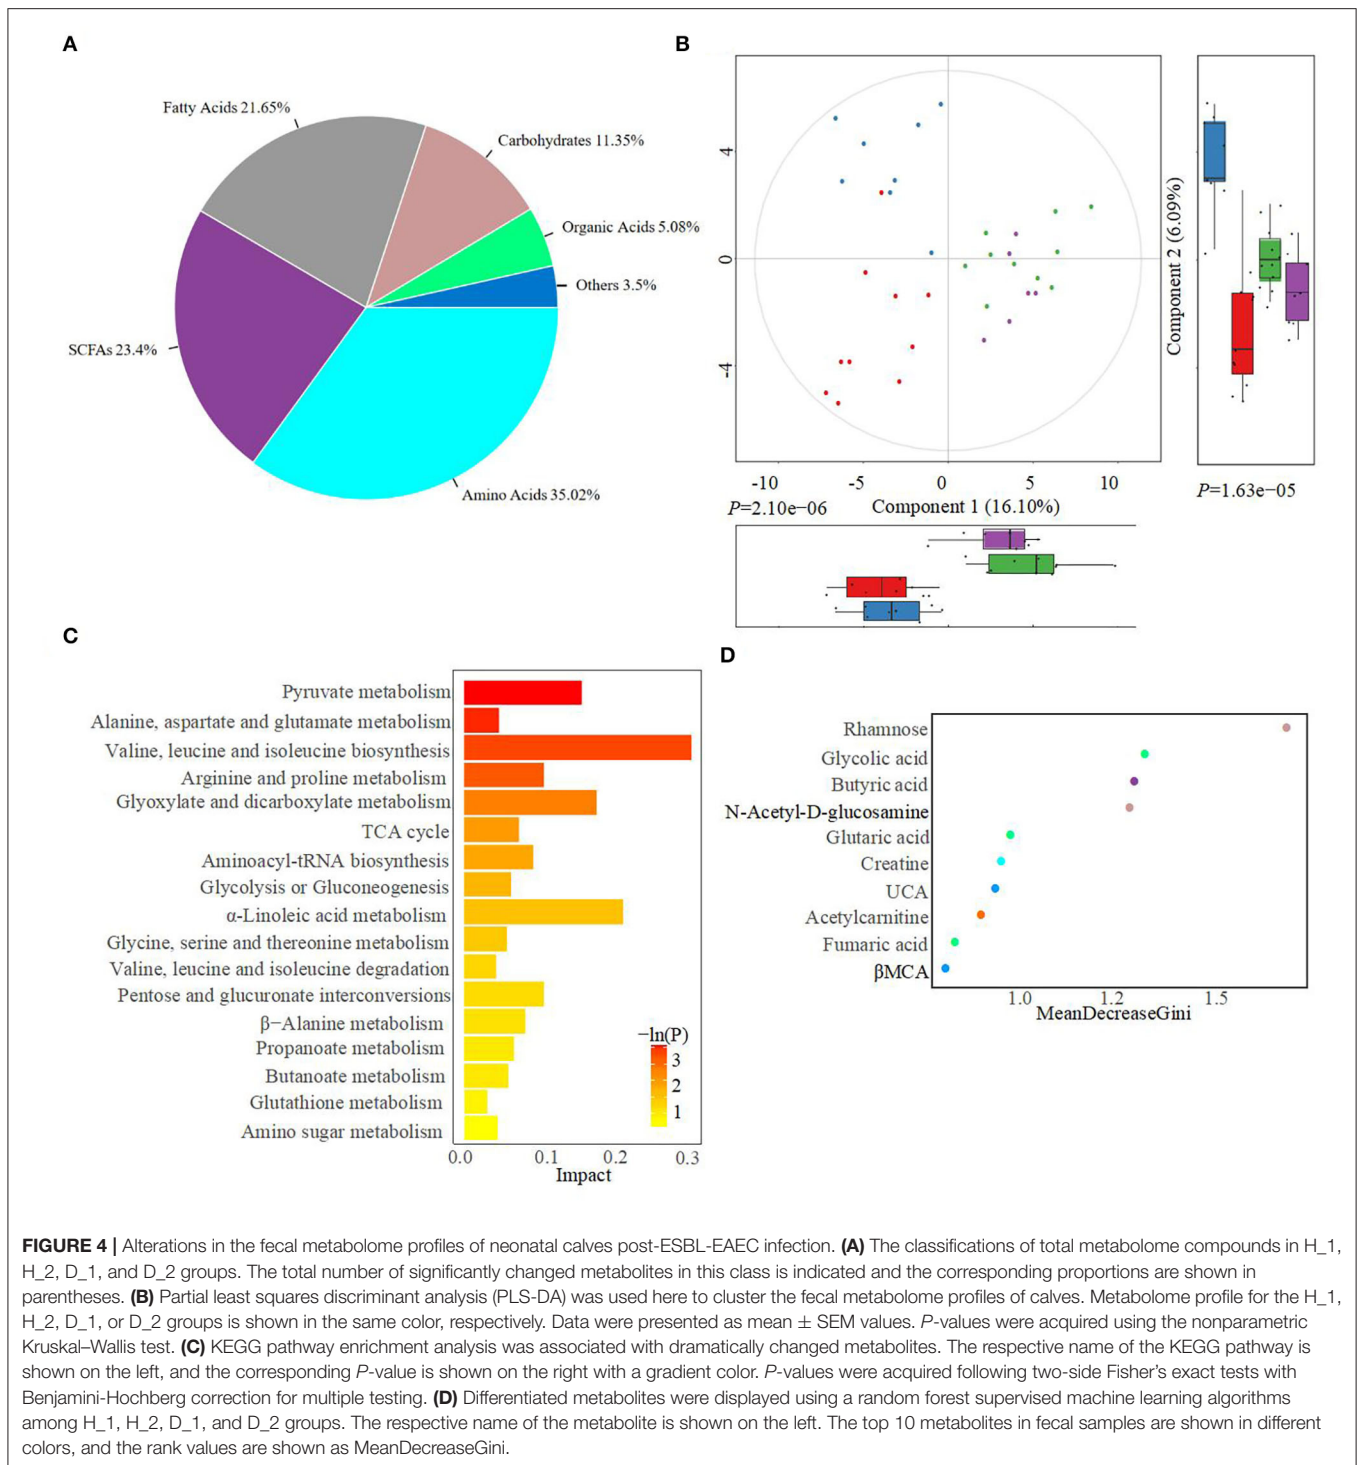 A
Fatty Acids 21.65%
Carbohydrates 11.35%
Organic Acids 5.08%
Others 3.5%
SCFAs 23.4%
Amino Acids 35.02%
B
4
0
-4
-10
-5
0
5
10
P=2.10e−06
Component 1 (16.10%)
Component 2 (6.09%)
P=1.63e−05
C
Pyruvate metabolism
Alanine, aspartate and glutamate metabolism
Valine, leucine and isoleucine biosynthesis
Arginine and proline metabolism
Glyoxylate and dicarboxylate metabolism
TCA cycle
Aminoacyl-tRNA biosynthesis
Glycolysis or Gluconeogenesis
α-Linoleic acid metabolism
Glycine, serine and thereonine metabolism
Valine, leucine and isoleucine degradation
Pentose and glucuronate interconversions
β−Alanine metabolism
Propanoate metabolism
Butanoate metabolism
Glutathione metabolism
Amino sugar metabolism
−ln(P)
3
2
1
0.0
0.1
0.2
0.3
Impact
D
Rhamnose
Glycolic acid
Butyric acid
N-Acetyl-D-glucosamine
Glutaric acid
Creatine
UCA
Acetylcarnitine
Fumaric acid
βMCA
1.0
1.2
1.5
MeanDecreaseGini
FIGURE 4 | Alterations in the fecal metabolome profiles of neonatal calves post-ESBL-EAEC infection. (A) The classifications of total metabolome compounds in H_1,
H_2, D_1, and D_2 groups. The total number of significantly changed metabolites in this class is indicated and the corresponding proportions are shown in
parentheses. (B) Partial least squares discriminant analysis (PLS-DA) was used here to cluster the fecal metabolome profiles of calves. Metabolome profile for the H_1,
H_2, D_1, or D_2 groups is shown in the same color, respectively. Data were presented as mean ± SEM values. P-values were acquired using the nonparametric
Kruskal–Wallis test. (C) KEGG pathway enrichment analysis was associated with dramatically changed metabolites. The respective name of the KEGG pathway is
shown on the left, and the corresponding P-value is shown on the right with a gradient color. P-values were acquired following two-side Fisher's exact tests with
Benjamini-Hochberg correction for multiple testing. (D) Differentiated metabolites were displayed using a random forest supervised machine learning algorithms
among H_1, H_2, D_1, and D_2 groups. The respective name of the metabolite is shown on the left. The top 10 metabolites in fecal samples are shown in different
colors, and the rank values are shown as MeanDecreaseGini.